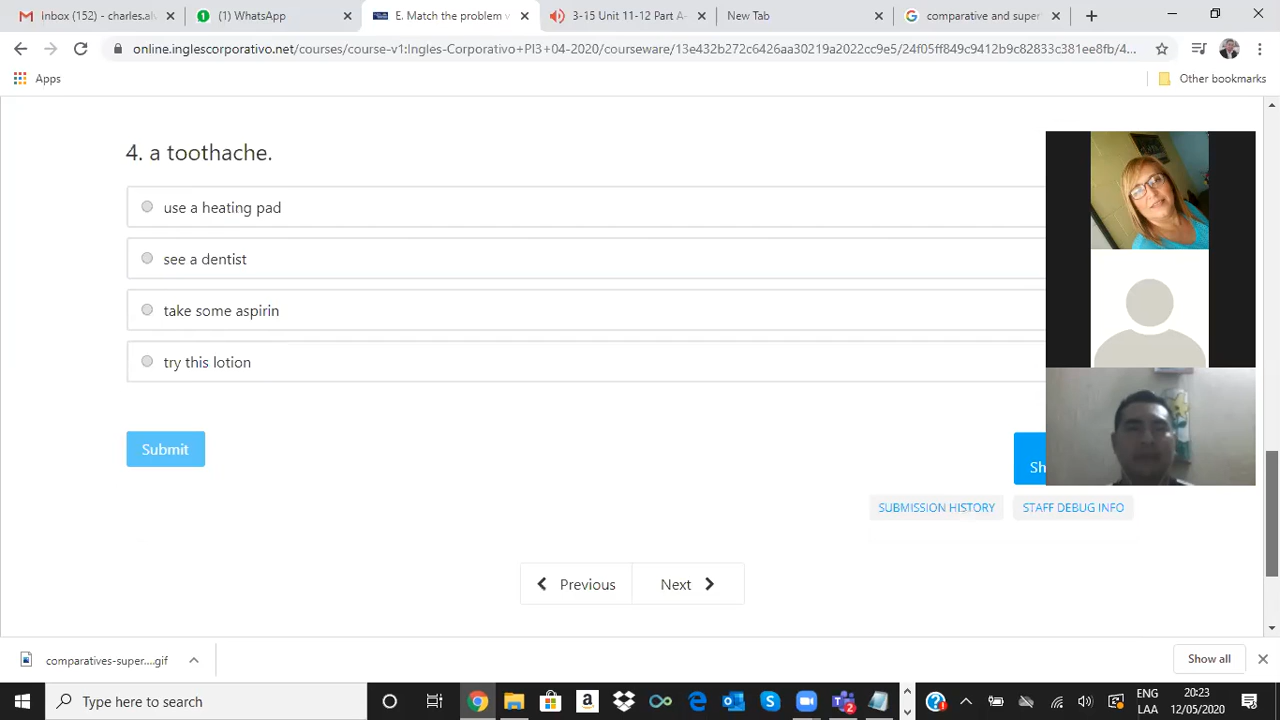 Inbox (152) - charles.al
(1) WhatsApp
E. Match the problem v
3-15 Unit 11-12 Part A-
New Tab
comparative and super
online.inglescorporativo.net/courses/course-v1:Ingles-Corporativo+PI3+04-2020/courseware/13e432b272c6426aa30219a2022cc9e5/24f05ff849c9412b9c82833c381ee8fb/4...
Apps
Other bookmarks
4. a toothache.
use a heating pad
see a dentist
take some aspirin
try this lotion
Submit
Sh
SUBMISSION HISTORY
STAFF DEBUG INFO
Previous
Next
comparatives-super....gif
Show all
Type here to search
ENG
LAA
20:23
12/05/2020